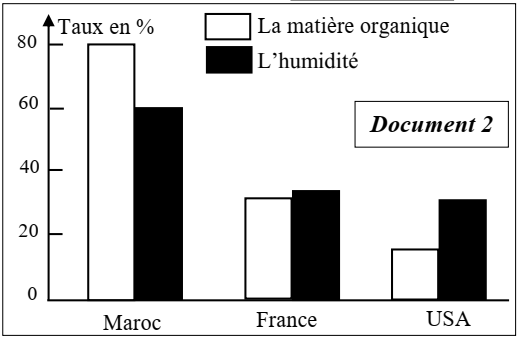 Taux en %
La matière organique
L'humidité
Document 2
80
60
40
20
0
Maroc
France
USA